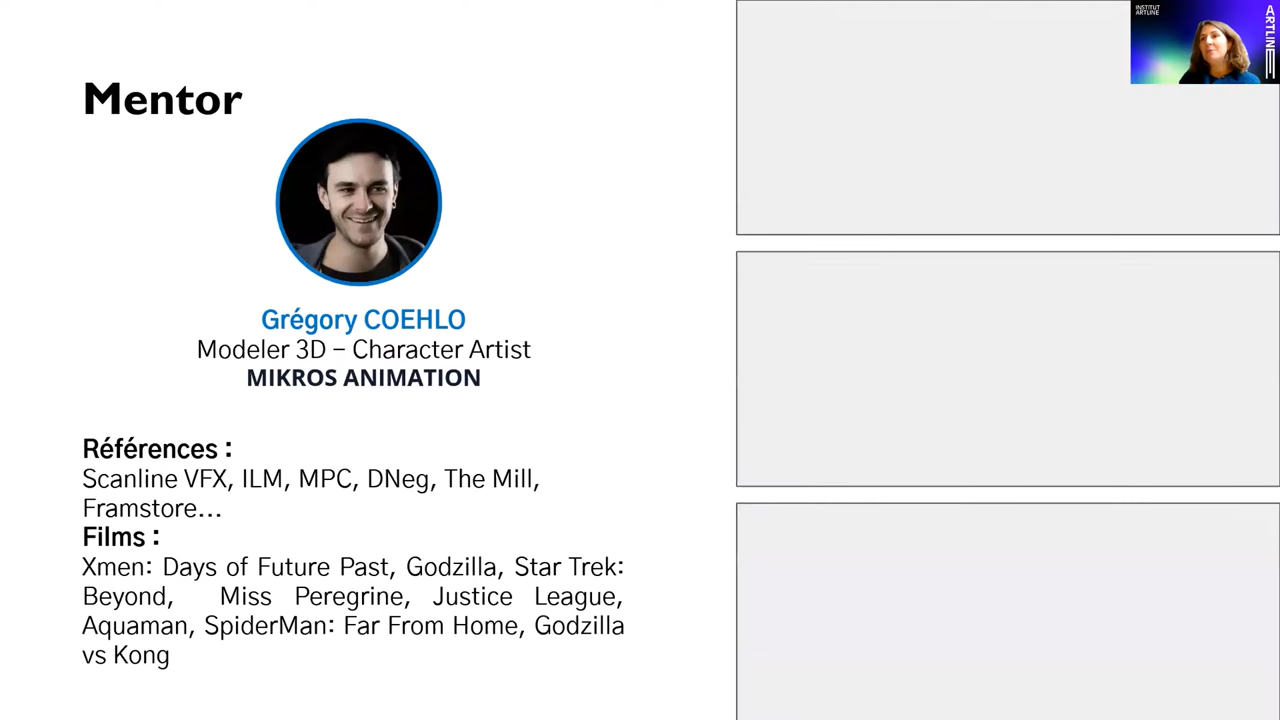 Mentor
Grégory COEHLO
Modeler 3D – Character Artist
MIKROS ANIMATION
Références :
Scanline VFX, ILM, MPC, DNeg, The Mill,
Framstore...
Films :
Xmen: Days of Future Past, Godzilla, Star Trek:
Beyond, Miss Peregrine, Justice League,
Aquaman, SpiderMan: Far From Home, Godzilla
vs Kong
INSTITUT
ARTLINE
ARTLINE